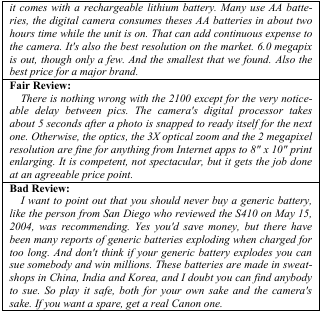 it comes with a rechargeable lithium battery. Many use AA batte-
ries, the digital camera consumes theses AA batteries in about two
hours time while the unit is on. That can add continuous expense to
the camera. It's also the best resolution on the market. 6.0 megapix
is out, though only a few. And the smallest that we found. Also the
best price for a major brand.
Fair Review:
There is nothing wrong with the 2100 except for the very notice-
able delay between pics. The camera's digital processor takes
about 5 seconds after a photo is snapped to ready itself for the next
one. Otherwise, the optics, the 3X optical zoom and the 2 megapixel
resolution are fine for anything from Internet apps to 8" x 10" print
enlarging. It is competent, not spectacular, but it gets the job done
at an agreeable price point.
Bad Review:
I want to point out that you should never buy a generic battery,
like the person from San Diego who reviewed the S410 on May 15,
2004, was recommending. Yes you'd save money, but there have
been many reports of generic batteries exploding when charged for
too long. And don't think if your generic battery explodes you can
sue somebody and win millions. These batteries are made in sweat-
shops in China, India and Korea, and I doubt you can find anybody
to sue. So play it safe, both for your own sake and the camera's
sake. If you want a spare, get a real Canon one.